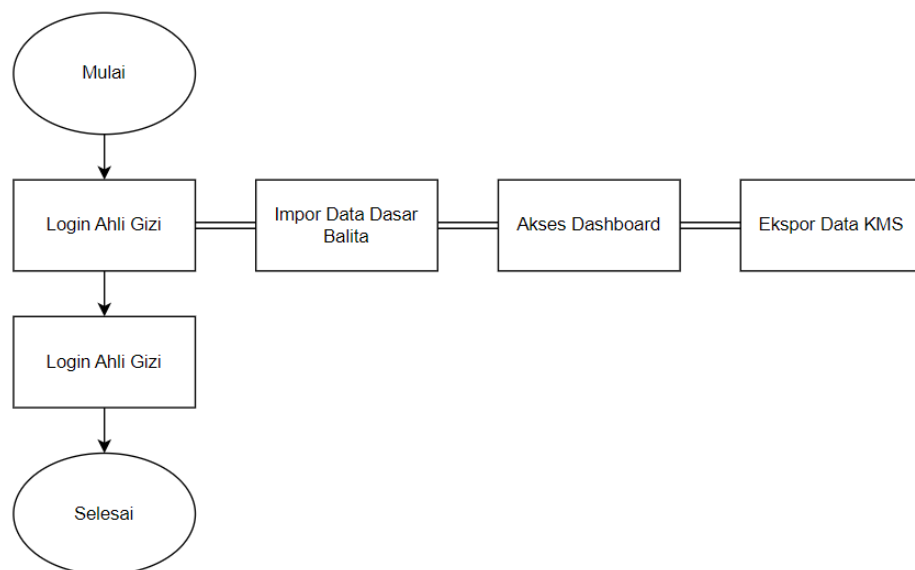 Mulai
Login Ahli Gizi
Impor Data Dasar
Balita
Akses Dashboard
Ekspor Data KMS
Login Ahli Gizi
Selesai